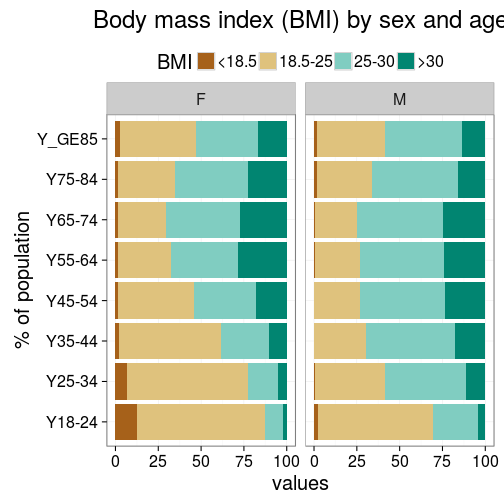 Body mass index (BMI) by sex and age
BMI <18.5 18.5-25 25-30 >30
F M
Y_GE85
Y75-84
Y65-74
Y55-64
Y45-54
Y35-44
Y25-34
Y18-24
% of population
0 25 50 75 100 0 25 50 75 100
values